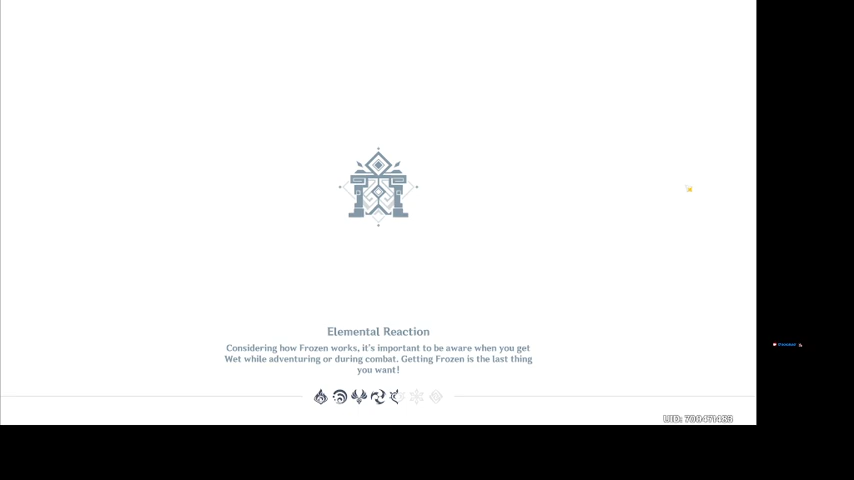 Elemental Reaction
Considering how Frozen works, it's important to be aware when you get
Wet while adventuring or during combat. Getting Frozen is the last thing
you want!